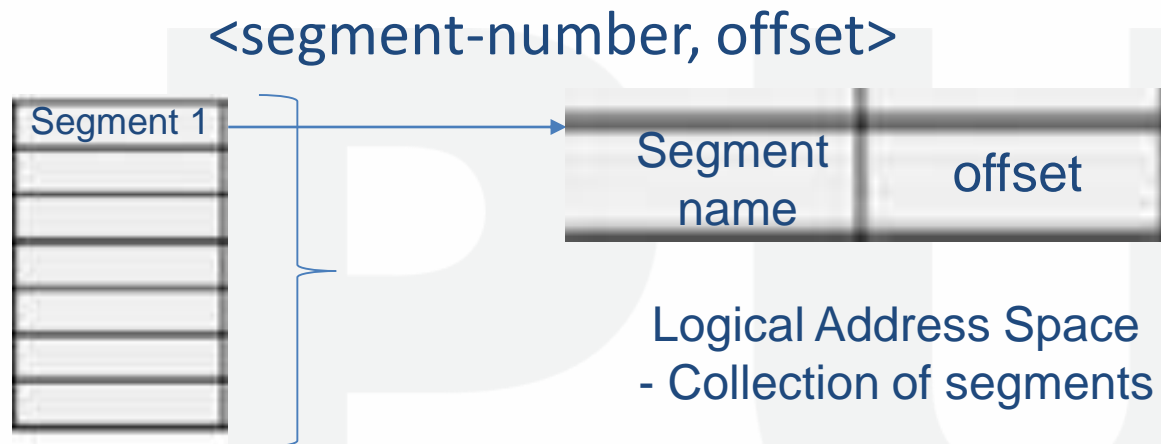 <segment-number, offset>
Segment 1
Segment
name
offset
Logical Address Space
- Collection of segments